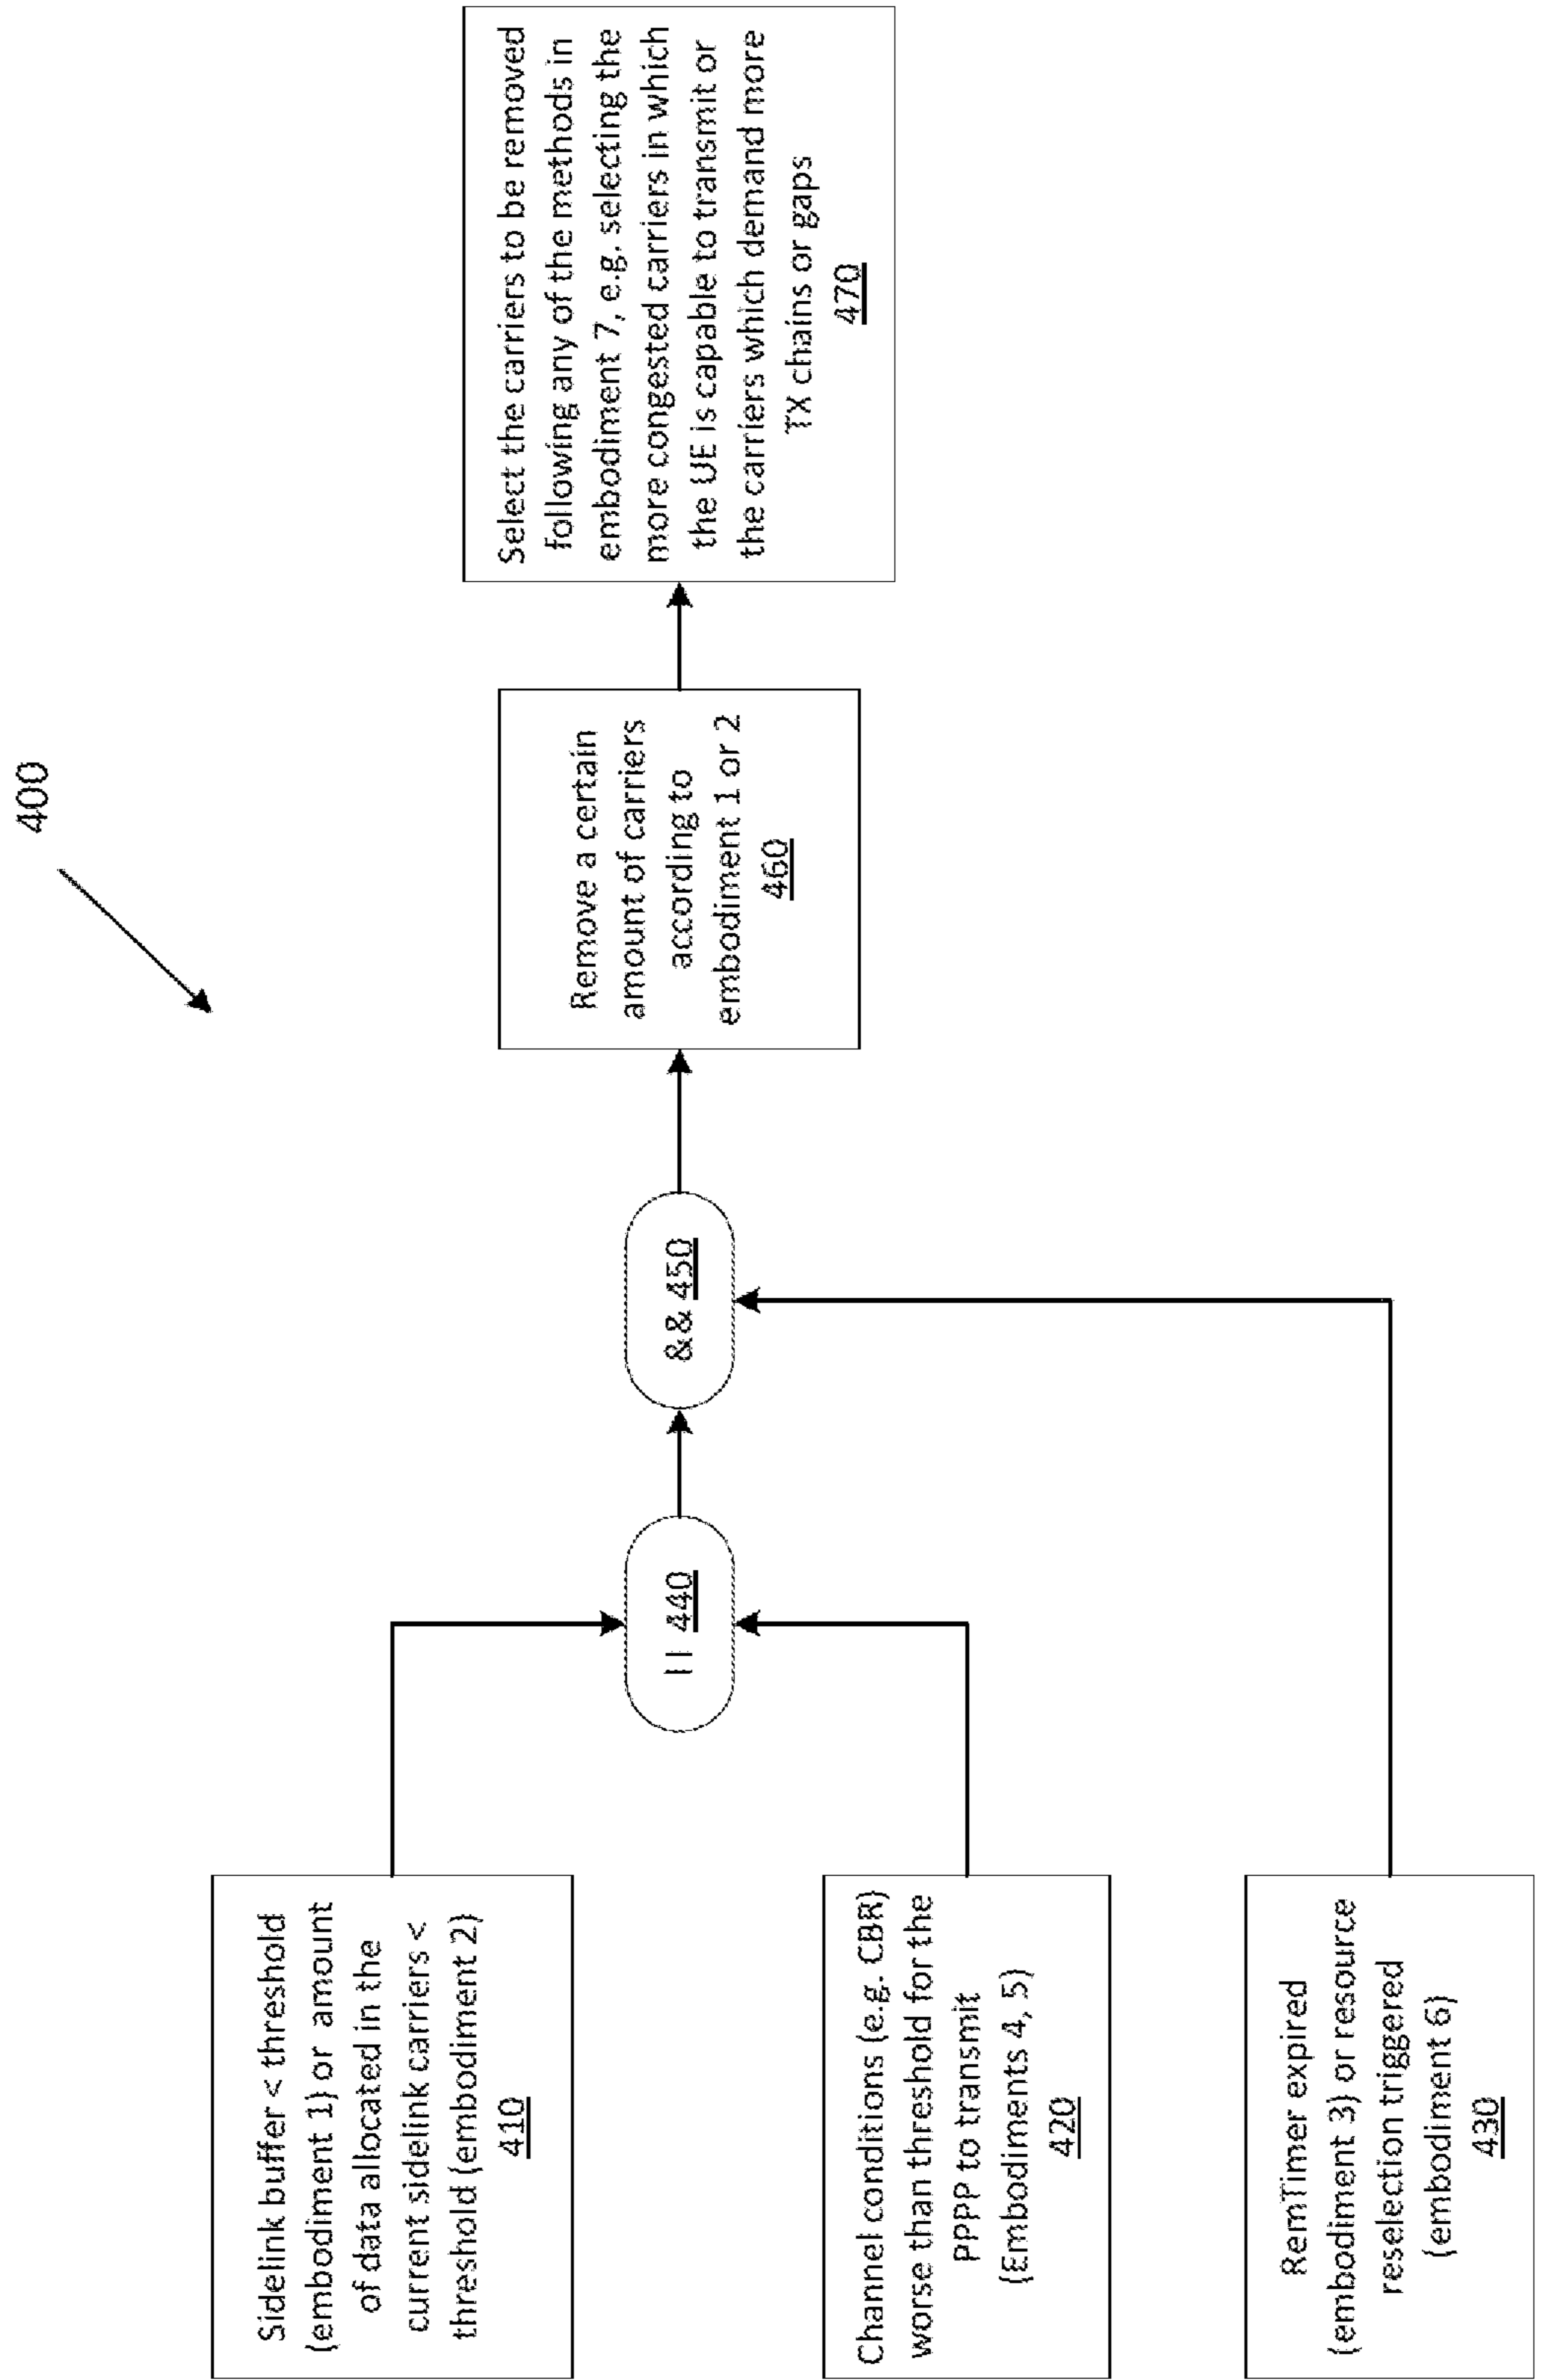 400
Sidelink buffer < threshold
(embodiment 1) or amount
of data allocated in the
current sidelink carriers <
threshold (embodiment 2)
410
Channel conditions (e.g. CBR)
worse than threshold for the
PPPP to transmit
(Embodiments 4, 5)
420
RemTimer expired
(embodiment 3) or resource
reselection triggered
(embodiment 6)
430
|| 440
&& 450
Remove a certain
amount of carriers
according to
embodiment 1 or 2
460
Select the carriers to be removed
following any of the methods in
embodiment 7, e.g. selecting the
more congested carriers in which
the UE is capable to transmit or
the carriers which demand more
TX chains or gaps
470